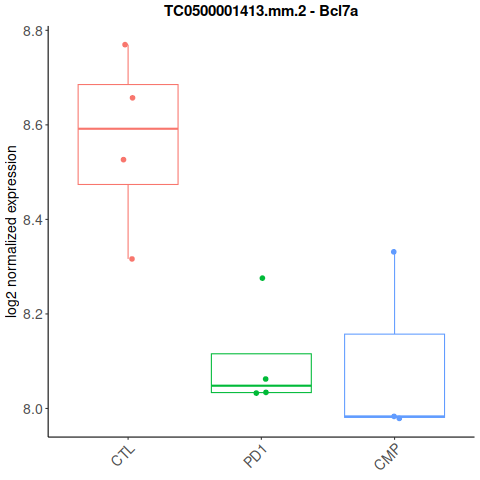 TC0500001413.mm.2 - Bcl7a
log2 normalized expression
8.8
8.6
8.4
8.2
8.0
CTL
PD1
CMP